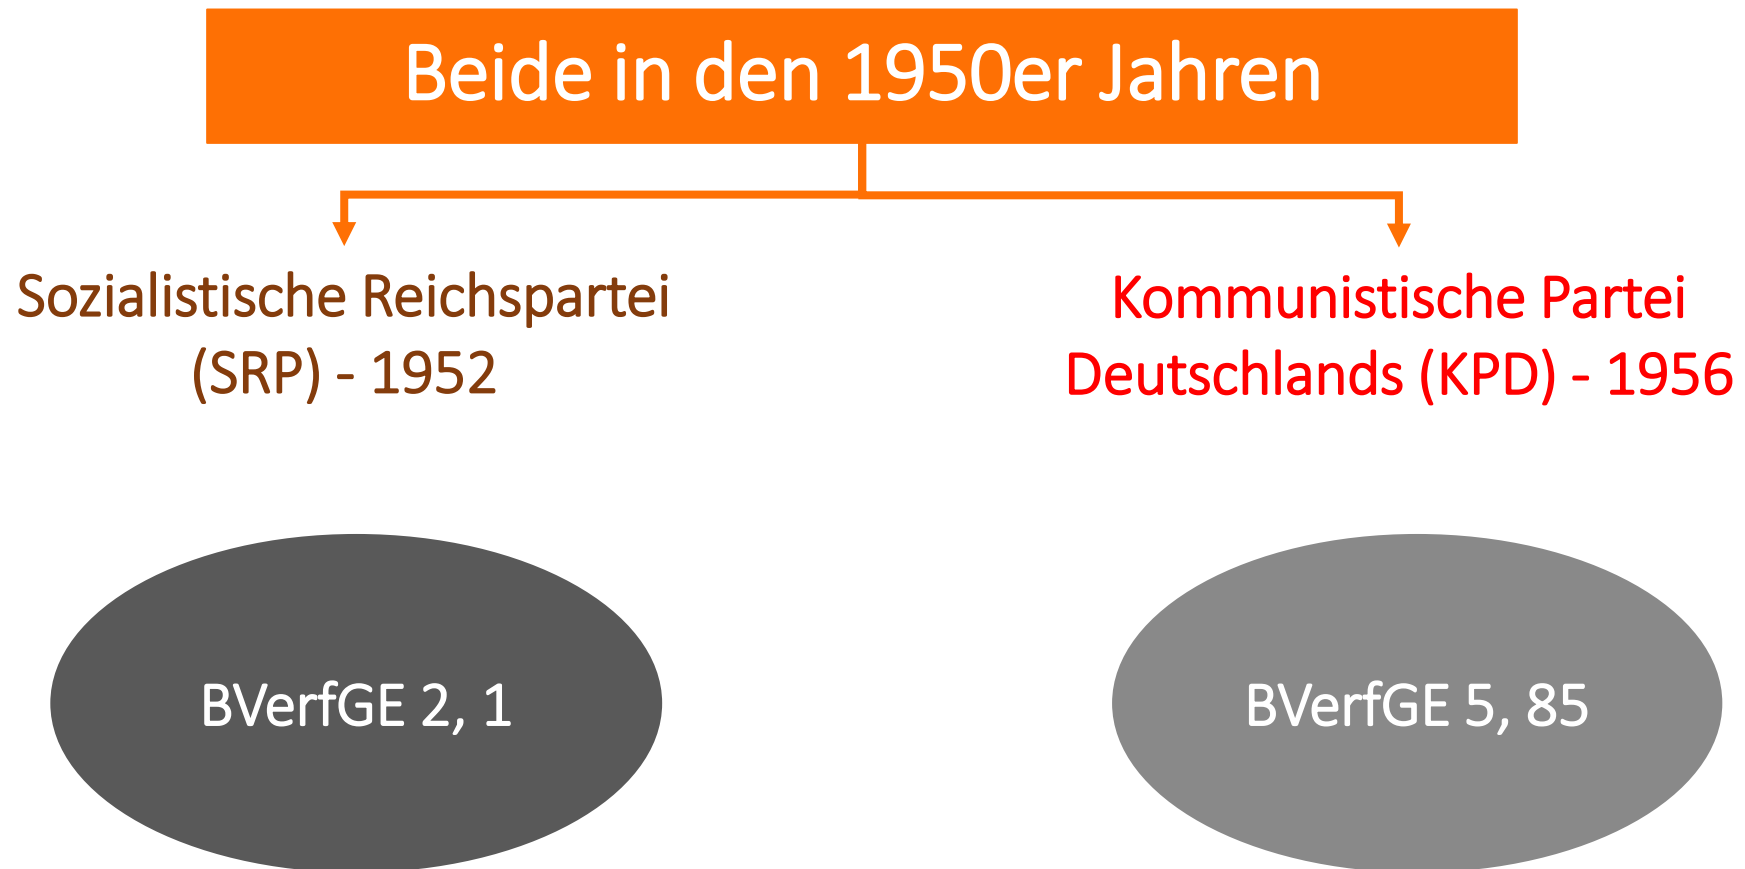 Beide in den 1950er Jahren
Sozialistische Reichspartei
(SRP) - 1952
Kommunistische Partei
Deutschlands (KPD) - 1956
BVerfGE 2, 1
BVerfGE 5, 85